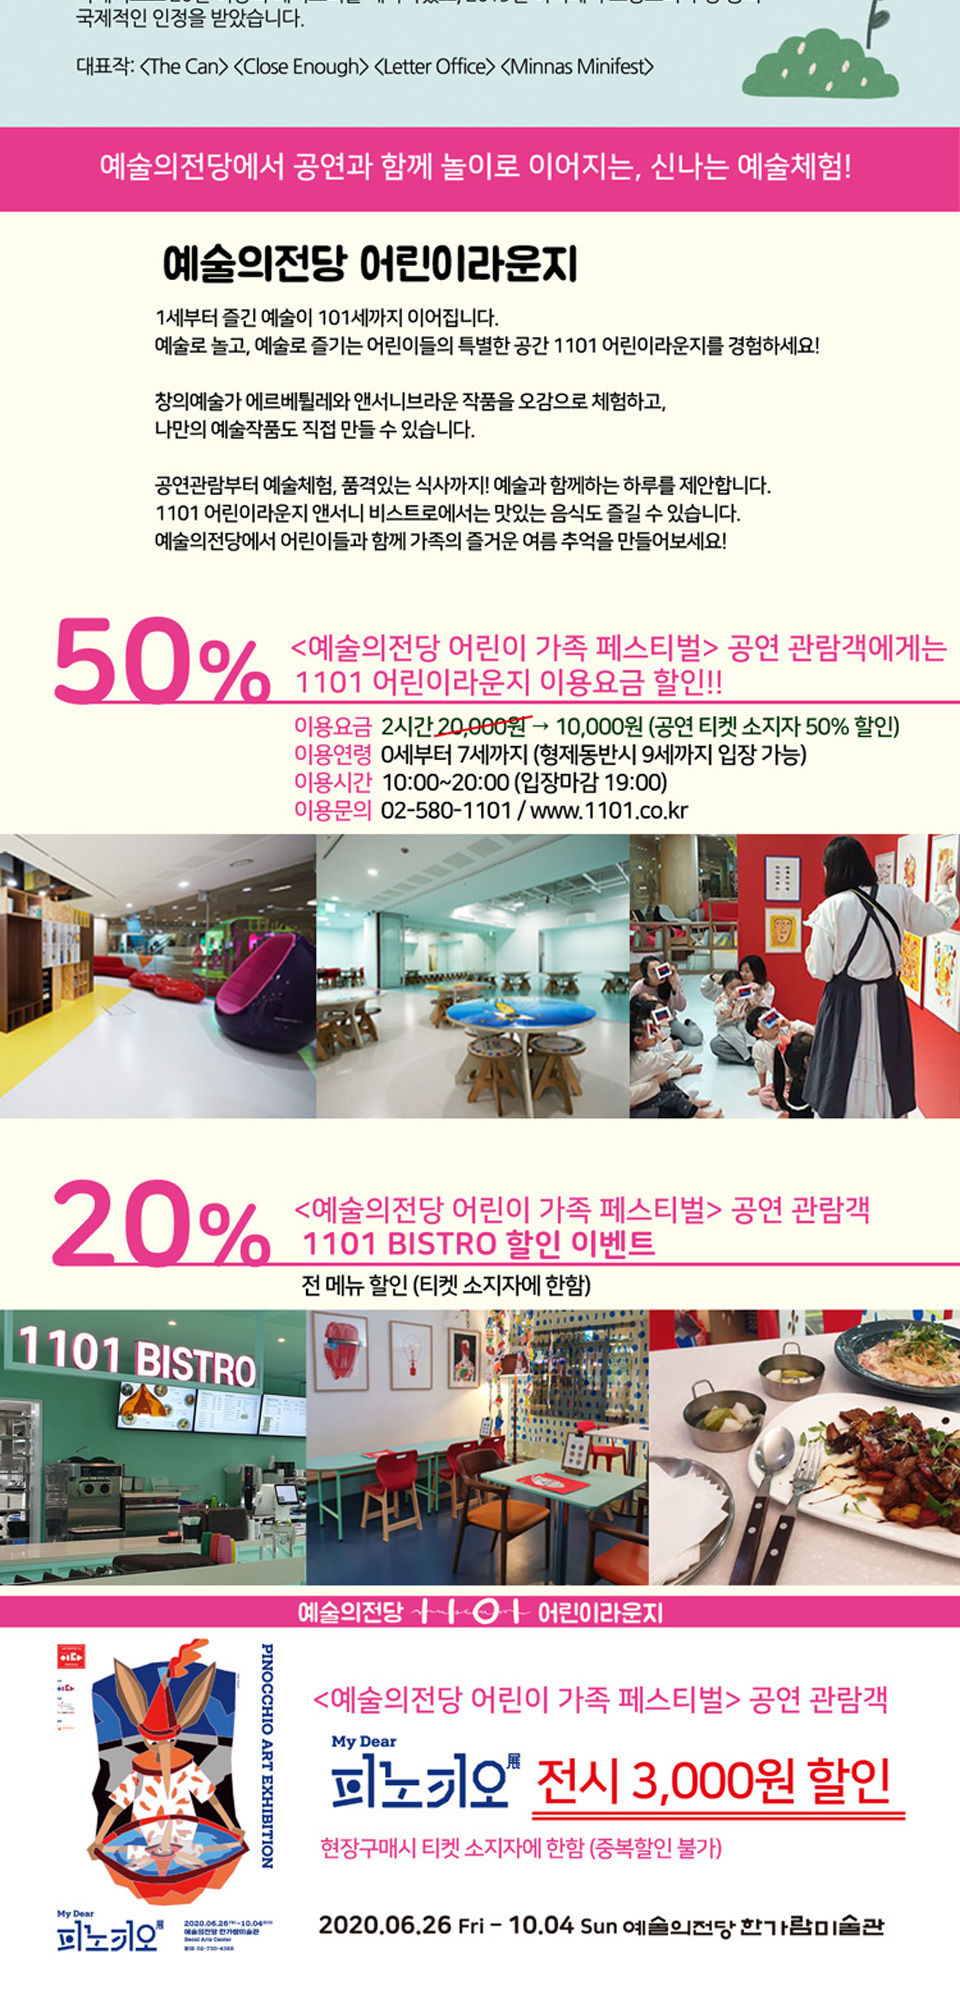 국제적인 인정을 받았습니다.
대표작: <The Can> <Close Enough> <Letter Office> <Minnas Minifest>
예술의전당에서 공연과 함께 놀이로 이어지는, 신나는 예술체험!
예술의전당 어린이라운지
1세부터 즐긴 예술이 101세까지 이어집니다.
예술로 놀고, 예술로 즐기는 어린이들의 특별한 공간 1101 어린이라운지를 경험하세요!
창의예술가 에르베튈레와 앤서니브라운 작품을 오감으로 체험하고,
나만의 예술작품도 직접 만들 수 있습니다.
공연관람부터 예술체험, 품격있는 식사까지! 예술과 함께하는 하루를 제안합니다.
1101 어린이라운지 앤서니 비스트로에서는 맛있는 음식도 즐길 수 있습니다.
예술의전당에서 어린이들과 함께 가족의 즐거운 여름 추억을 만들어보세요!
50%
<예술의전당 어린이 가족 페스티벌> 공연 관람객에게는
1101 어린이라운지 이용요금 할인!!
이용요금 2시간 20,000원 → 10,000원 (공연 티켓 소지자 50% 할인)
이용연령 0세부터 7세까지 (형제동반시 9세까지 입장 가능)
이용시간 10:00~20:00 (입장마감 19:00)
이용문의 02-580-1101 / www.1101.co.kr
20%
<예술의전당 어린이 가족 페스티벌> 공연 관람객
1101 BISTRO 할인 이벤트
전 메뉴 할인 (티켓 소지자에 한함)
1101 BISTRO
예술의전당 1101 어린이라운지
PINOCCHIO ART EXHIBITION
<예술의전당 어린이 가족 페스티벌> 공연 관람객
My Dear
피노키오展 전시 3,000원 할인
현장구매시 티켓 소지자에 한함 (중복할인 불가)
My Dear
피노키오展
2020.06.26 FRI - 10.04 SUN
예술의전당 한가람미술관
Seoul Arts Center
문의 02-730-4368
2020.06.26 Fri - 10.04 Sun 예술의전당 한가람미술관